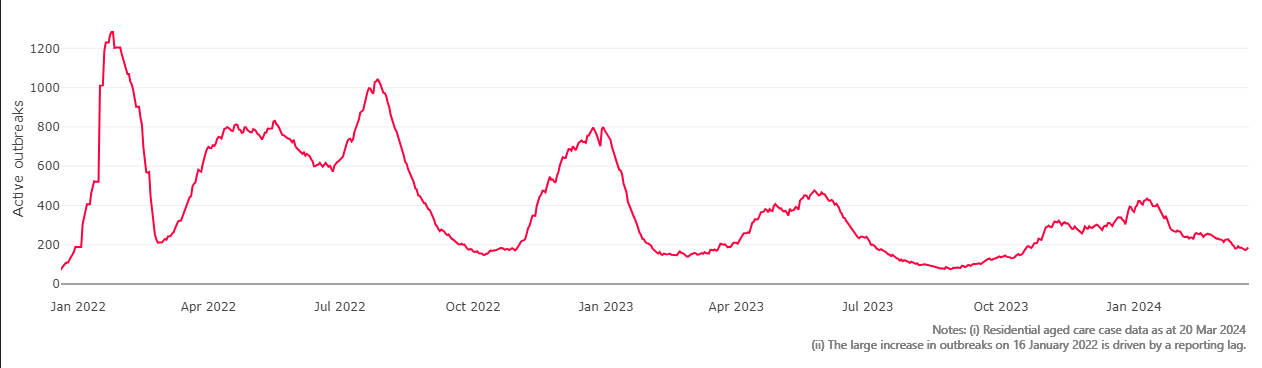 Active outbreaks
1200
1000
800
600
400
200
0
Jan 2022 Apr 2022 Jul 2022 Oct 2022 Jan 2023 Apr 2023 Jul 2023 Oct 2023 Jan 2024
Notes: (i) Residential aged care case data as at 20 Mar 2024
(ii) The large increase in outbreaks on 16 January 2022 is driven by a reporting lag.